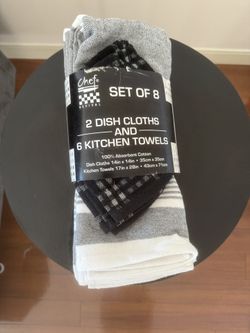 Chef
SET OF 8
2 DISH CLOTHS
AND
6 KITCHEN TOWELS
100% Absorbent Cotton
Dish Cloths 14in x 14in • 35cm x 35cm
Kitchen Towels 17in x 28in • 43cm x 71cm